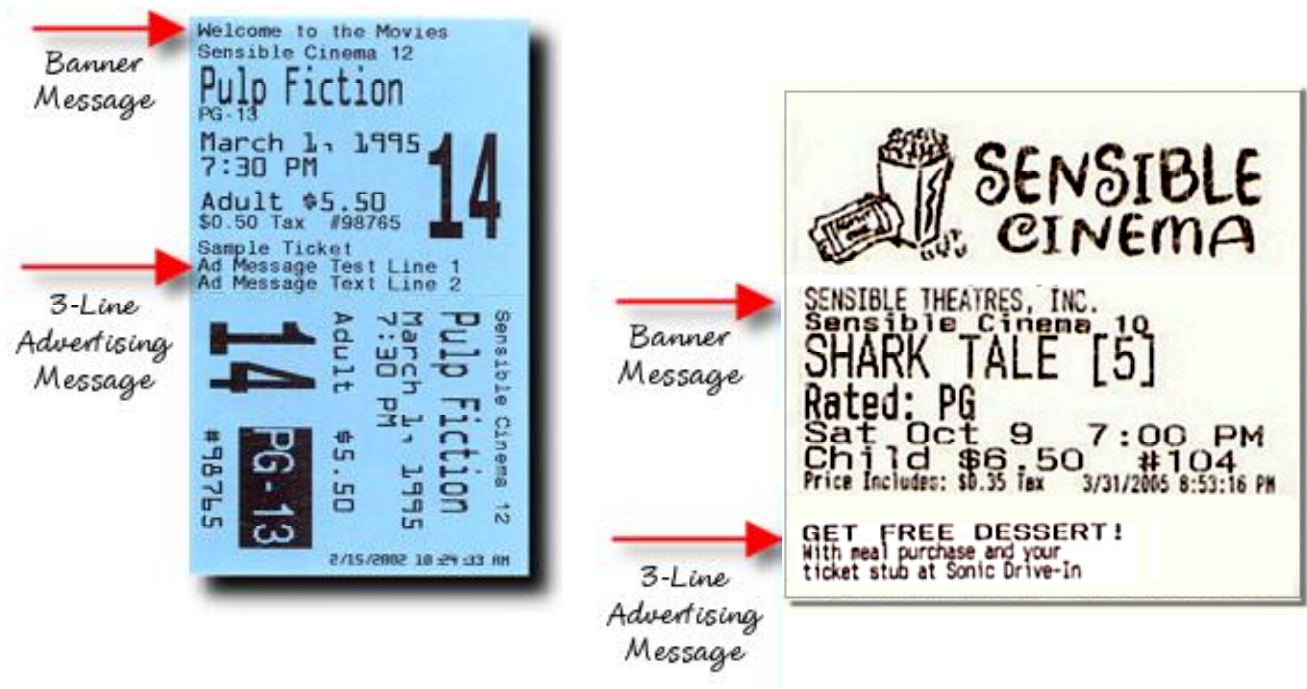 Welcome to the Movies
Sensible Cinema 12
Pulp Fiction
PG-13
March 1, 1995
7:30 PM
14
Adult $5.50
$0.50 Tax #98765
Sample Ticket
Ad Message Test Line 1
Ad Message Text Line 2
Sensible Cinema 12
Pulp Fiction
March 1, 1995
7:30 PM
Adult $5.50
14
PG-13
#98765
2/15/2002 10:24:33 AM
Banner
Message
3-Line
Advertising
Message
SENSIBLE
CINEMA
SENSIBLE THEATRES, INC.
Sensible Cinema 10
SHARK TALE [5]
Rated: PG
Sat Oct 9 7:00 PM
Child $6.50 #104
Price Includes: $0.35 Tax 3/31/2005 8:53:16 PM
GET FREE DESSERT!
With meal purchase and your
ticket stub at Sonic Drive-In
Banner
Message
3-Line
Advertising
Message